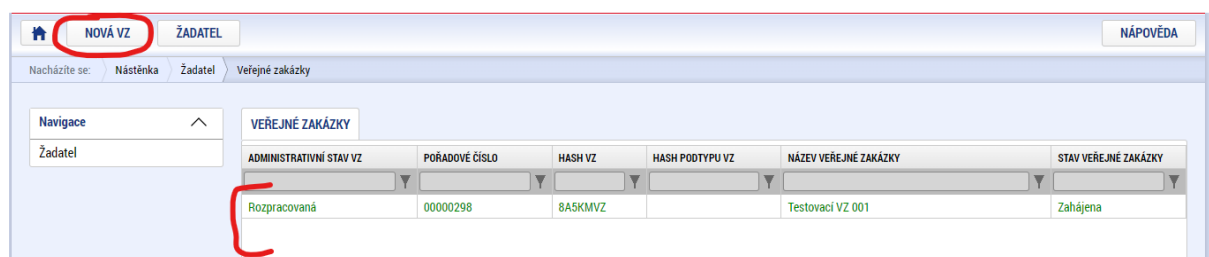 NOVÁ VZ ŽADATEL NÁPOVĚDA
Nacházíte se: Nástěnka Žadatel Veřejné zakázky
Navigace
Žadatel
VEŘEJNÉ ZAKÁZKY
ADMINISTRATIVNÍ STAV VZ POŘADOVÉ ČÍSLO HASH VZ HASH PODTYPU VZ NÁZEV VEŘEJNÉ ZAKÁZKY STAV VEŘEJNÉ ZAKÁZKY
Rozpracovaná 00000298 8A5KMVZ Testovací VZ 001 Zahájena